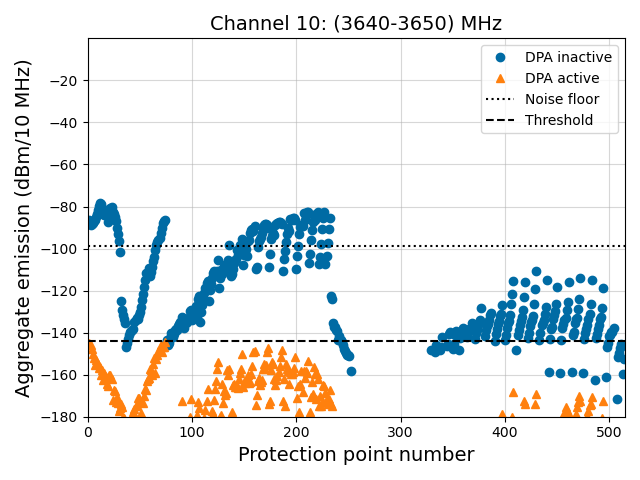 Channel 10: (3640-3650) MHz
Aggregate emission (dBm/10 MHz)
−20
−40
−60
−80
−100
−120
−140
−160
−180
DPA inactive
DPA active
Noise floor
Threshold
0
100
200
300
400
500
Protection point number